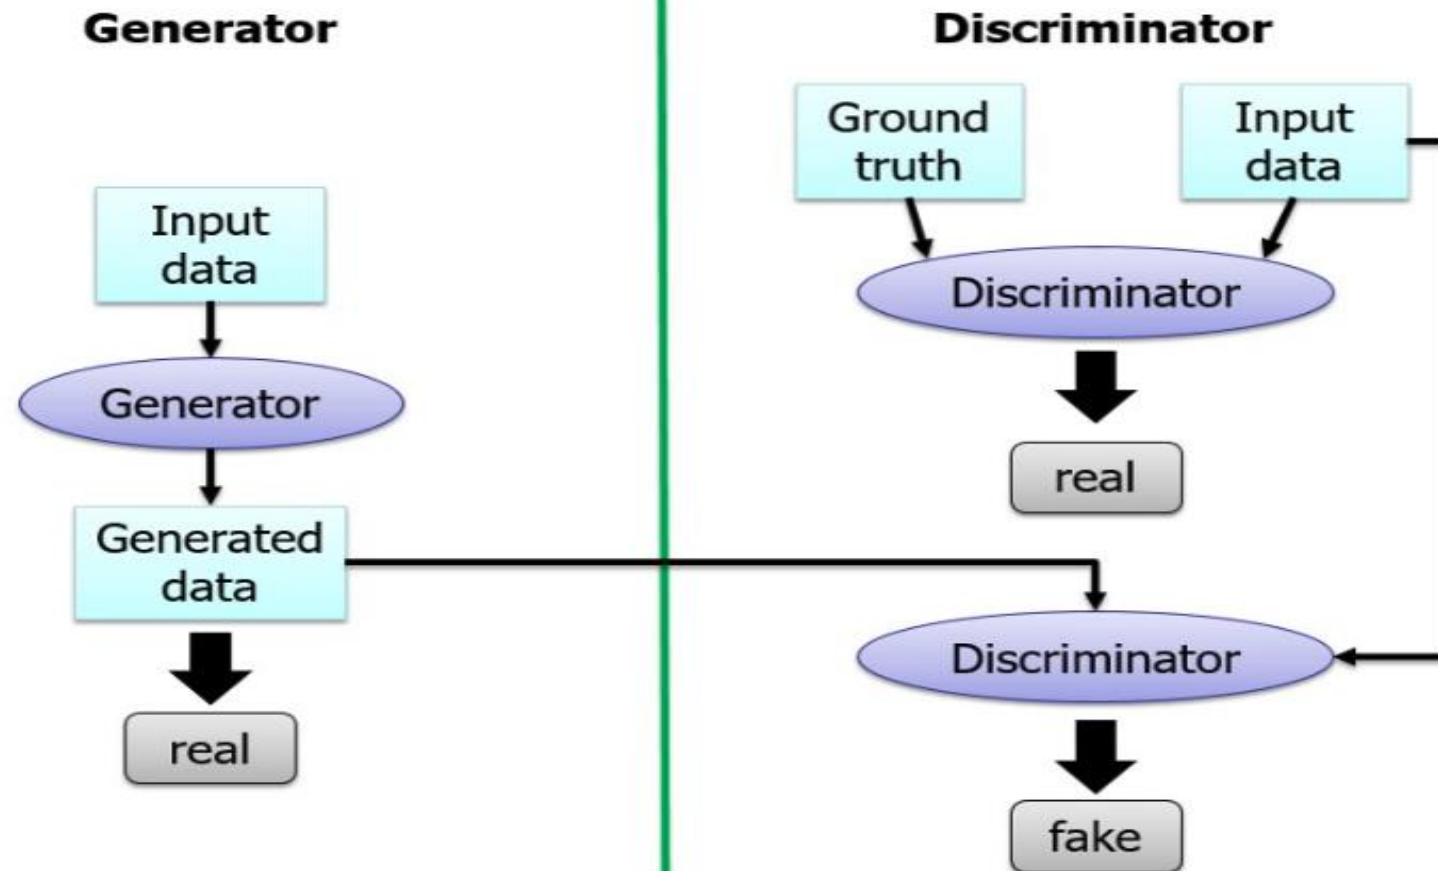 Generator
Input
data
Generator
Generated
data
real
Discriminator
Ground
truth
Input
data
Discriminator
real
Discriminator
fake